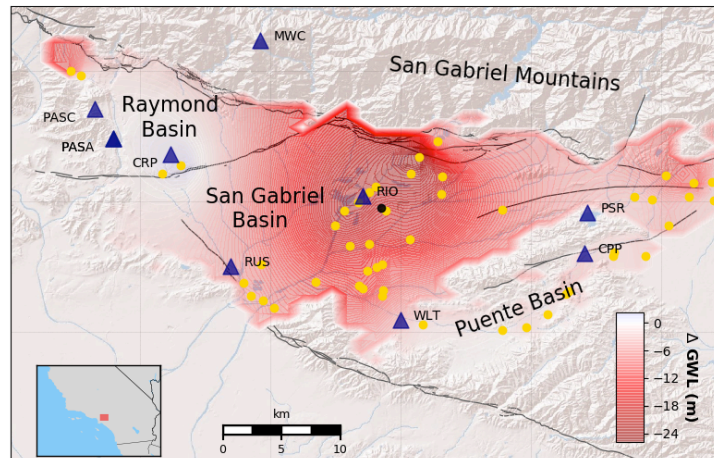 MWC
San Gabriel Mountains
PASC
Raymond
Basin
PASA
CRP
San Gabriel
Basin
RIO
PSR
RUS
CPP
WLT
Puente Basin
0
−6
−12
−18
−24
Δ GWL (m)
km
0
5
10